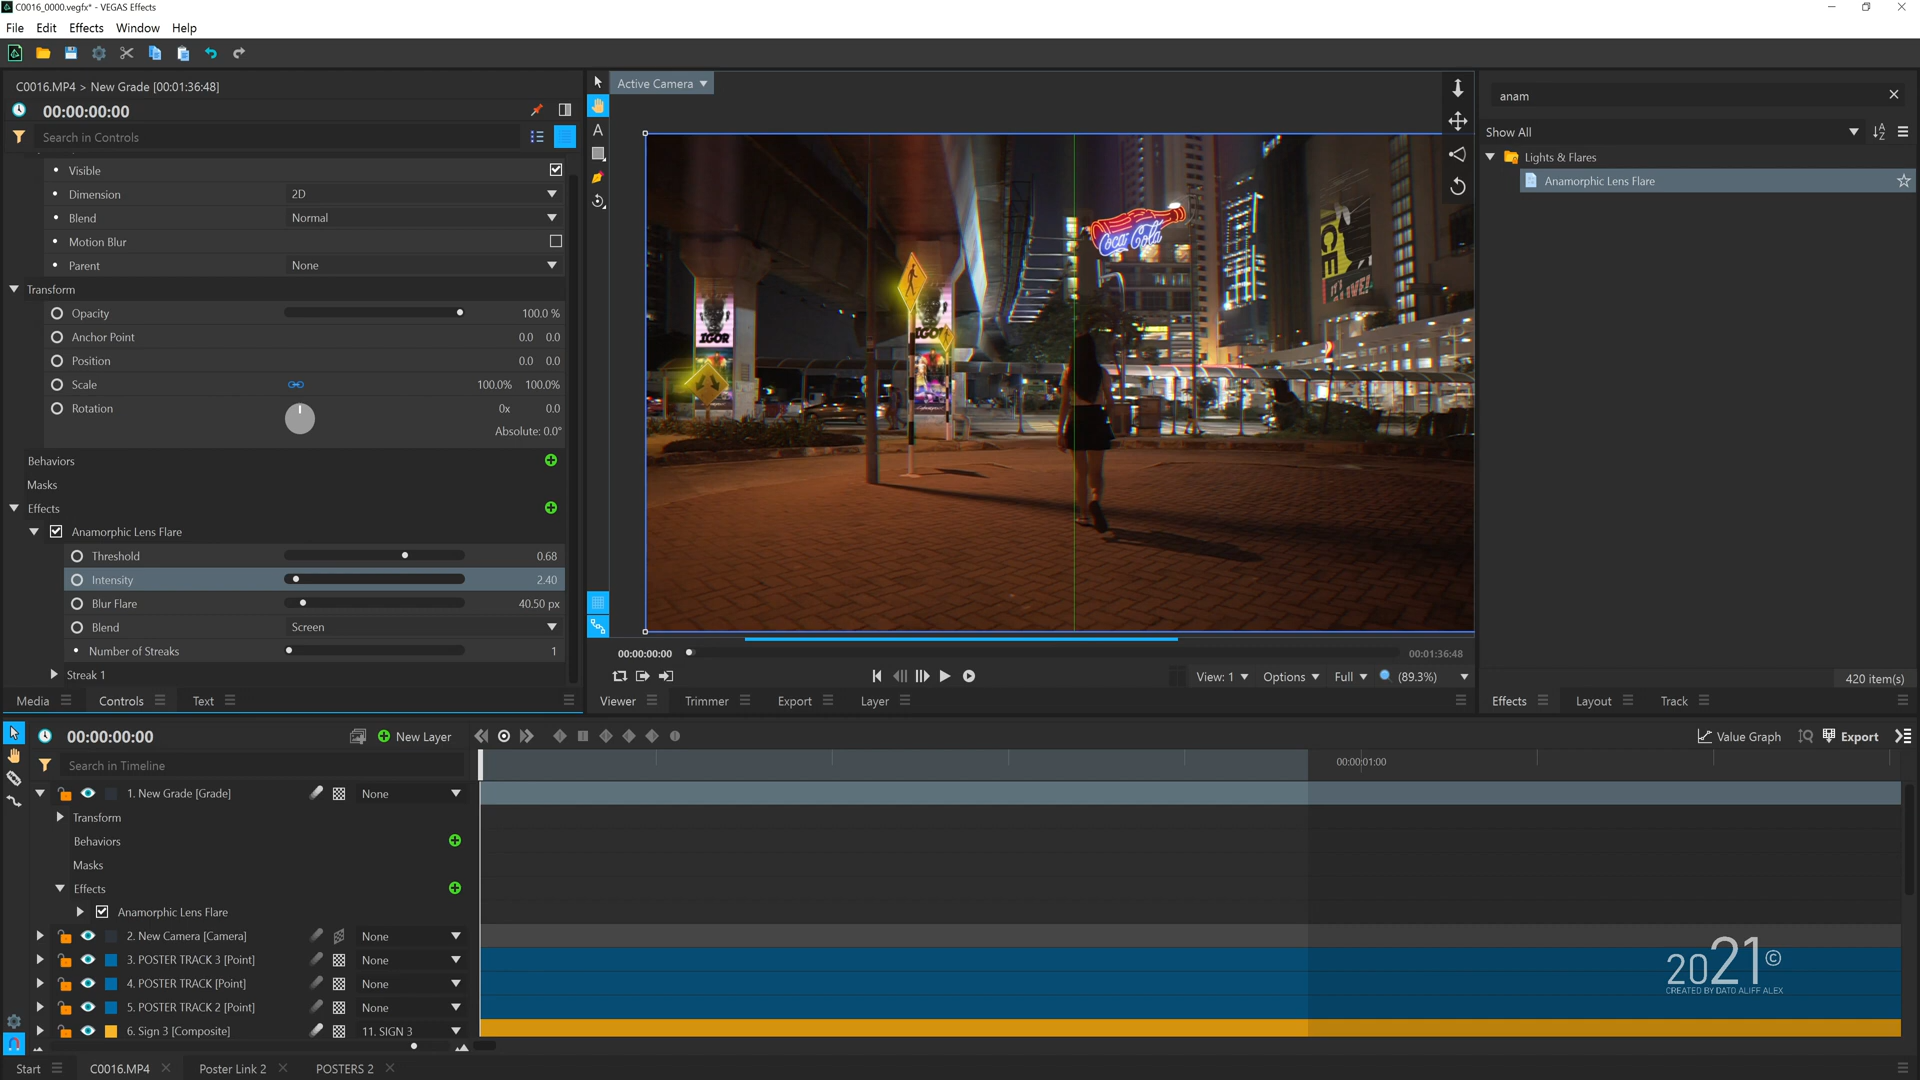 C0016_0000.vegfx* - VEGAS Effects
File Edit Effects Window Help
C0016.MP4 > New Grade [00:01:36:48]
00:00:00:00
Search in Controls
Visible
Dimension 2D
Blend Normal
Motion Blur
Parent None
Transform
Opacity 100.0 %
Anchor Point 0.0 0.0
Position 0.0 0.0
Scale 100.0% 100.0%
Rotation 0x 0.0
Absolute: 0.0°
Behaviors
Masks
Effects
Anamorphic Lens Flare
Threshold 0.68
Intensity 2.40
Blur Flare 40.50 px
Blend Screen
Number of Streaks 1
Streak 1
Media Controls Text
Active Camera
A
IGOR
IGOR
Coca-Cola
IT'S ALIVE!
00:00:00:00 00:01:36:48
View: 1 Options Full (89.3%)
Viewer Trimmer Export Layer
anam
Show All
Lights & Flares
Anamorphic Lens Flare
420 item(s)
Effects Layout Track
00:00:00:00 New Layer Value Graph Export
Search in Timeline
00:00:01:00
1. New Grade [Grade] None
Transform
Behaviors
Masks
Effects
Anamorphic Lens Flare
2. New Camera [Camera] None
3. POSTER TRACK 3 [Point] None
4. POSTER TRACK [Point] None
5. POSTER TRACK 2 [Point] None
6. Sign 3 [Composite] 11. SIGN 3
2021©
CREATED BY DATO ALIFF ALEX
Start C0016.MP4 Poster Link 2 POSTERS 2